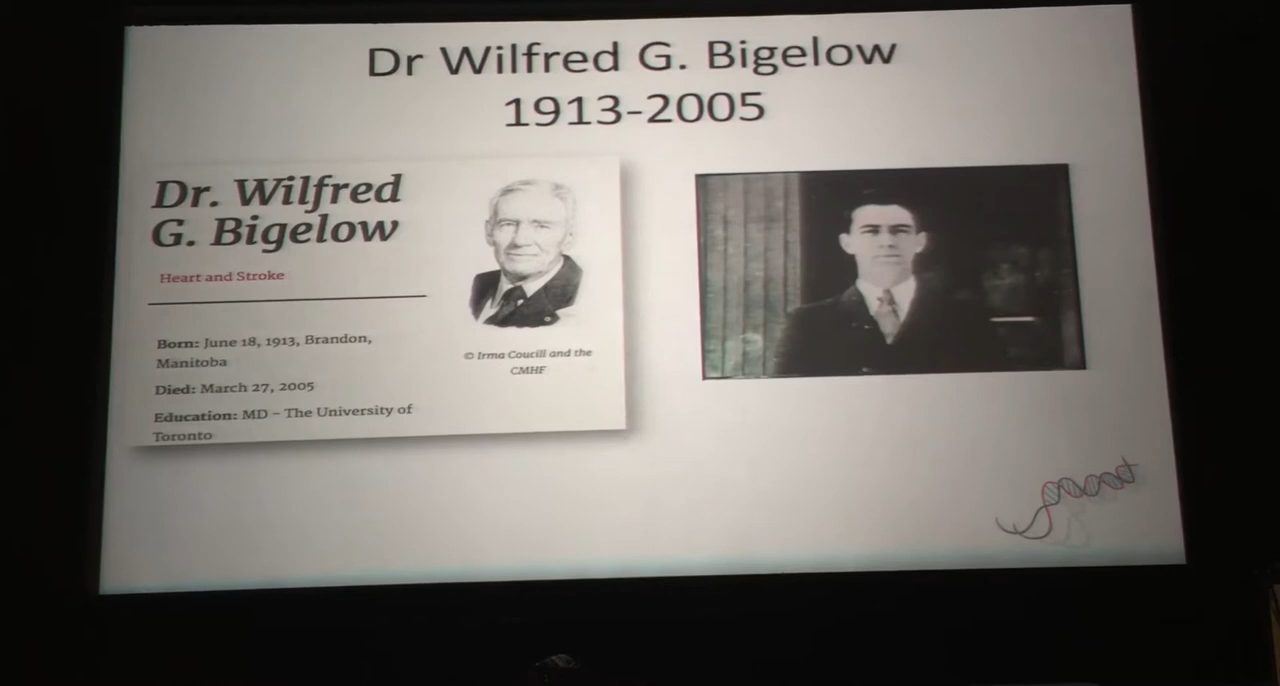 Dr Wilfred G. Bigelow
1913-2005
Dr. Wilfred
G. Bigelow
Heart and Stroke
Born: June 18, 1913, Brandon,
Manitoba
Died: March 27, 2005
Education: MD – The University of
Toronto
© Irma Coucill and the
CMHF